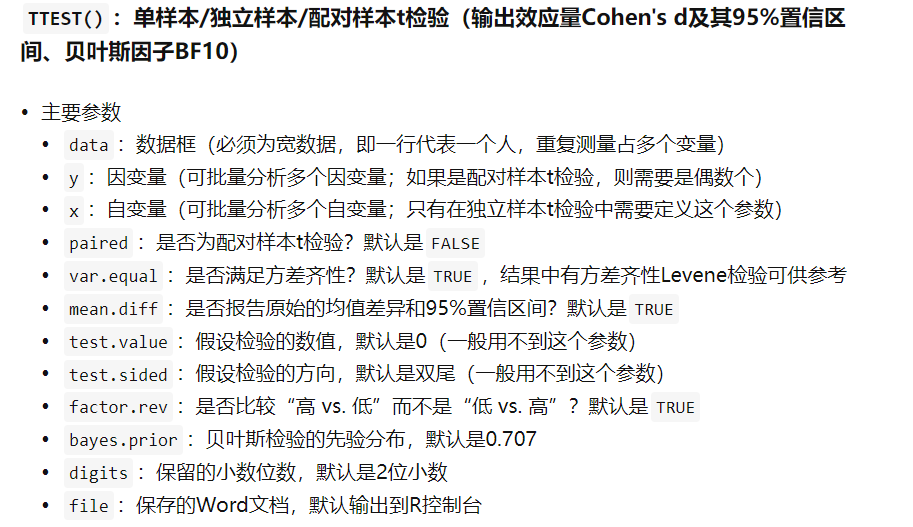 TTEST()：单样本/独立样本/配对样本t检验（输出效应量Cohen's d及其95%置信区
间、贝叶斯因子BF10）
• 主要参数
• data：数据框（必须为宽数据，即一行代表一个人，重复测量占多个变量）
• y：因变量（可批量分析多个因变量；如果是配对样本t检验，则需要是偶数个）
• x：自变量（可批量分析多个自变量；只有在独立样本t检验中需要定义这个参数）
• paired：是否为配对样本t检验？默认是 FALSE
• var.equal：是否满足方差齐性？默认是 TRUE，结果中有方差齐性Levene检验可供参考
• mean.diff：是否报告原始的均值差异和95%置信区间？默认是 TRUE
• test.value：假设检验的数值，默认是0（一般用不到这个参数）
• test.sided：假设检验的方向，默认是双尾（一般用不到这个参数）
• factor.rev：是否比较“高 vs. 低”而不是“低 vs. 高”？默认是 TRUE
• bayes.prior：贝叶斯检验的先验分布，默认是0.707
• digits：保留的小数位数，默认是2位小数
• file：保存的Word文档，默认输出到R控制台